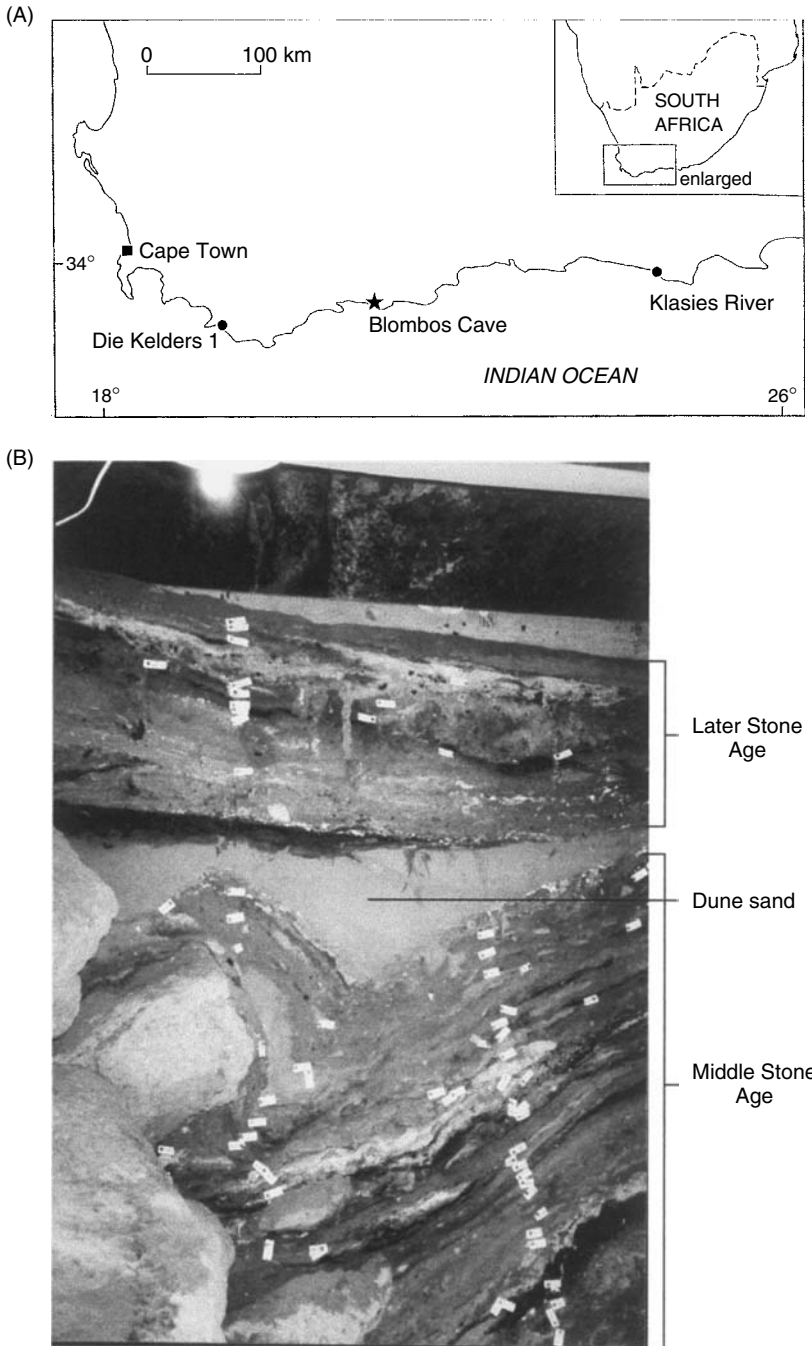 (A)
0 100 km
SOUTH
AFRICA
enlarged
Cape Town
34°
Klasies River
Blombos Cave
Die Kelders 1
INDIAN OCEAN
18°
26°
(B)
Later Stone
Age
Dune sand
Middle Stone
Age